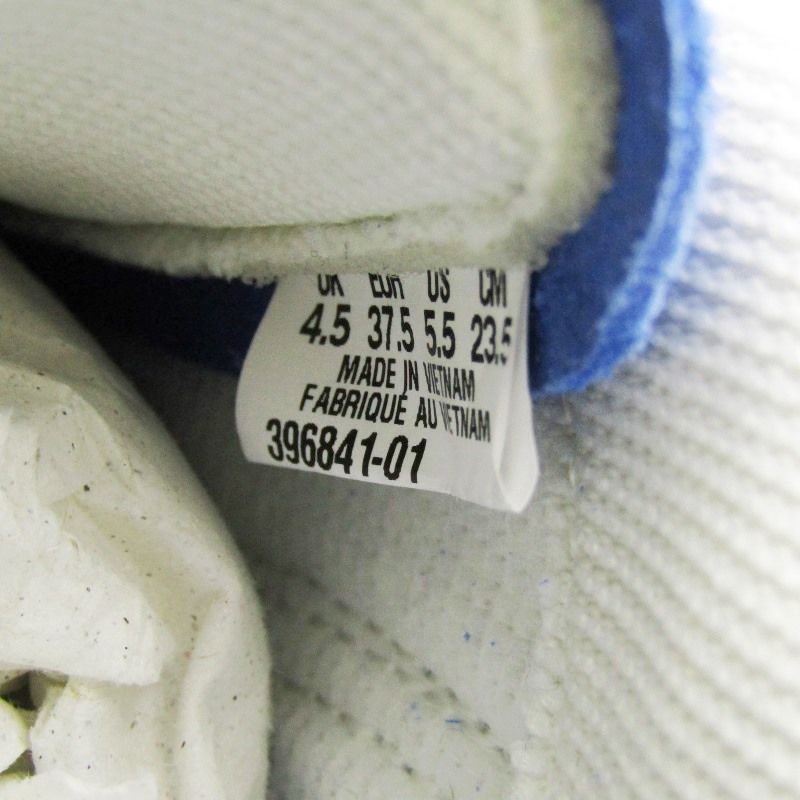 UK EUR US CM
4.5 37.5 5.5 23.5
MADE IN VIETNAM
FABRIQUÉ AU VIETNAM
396841-01